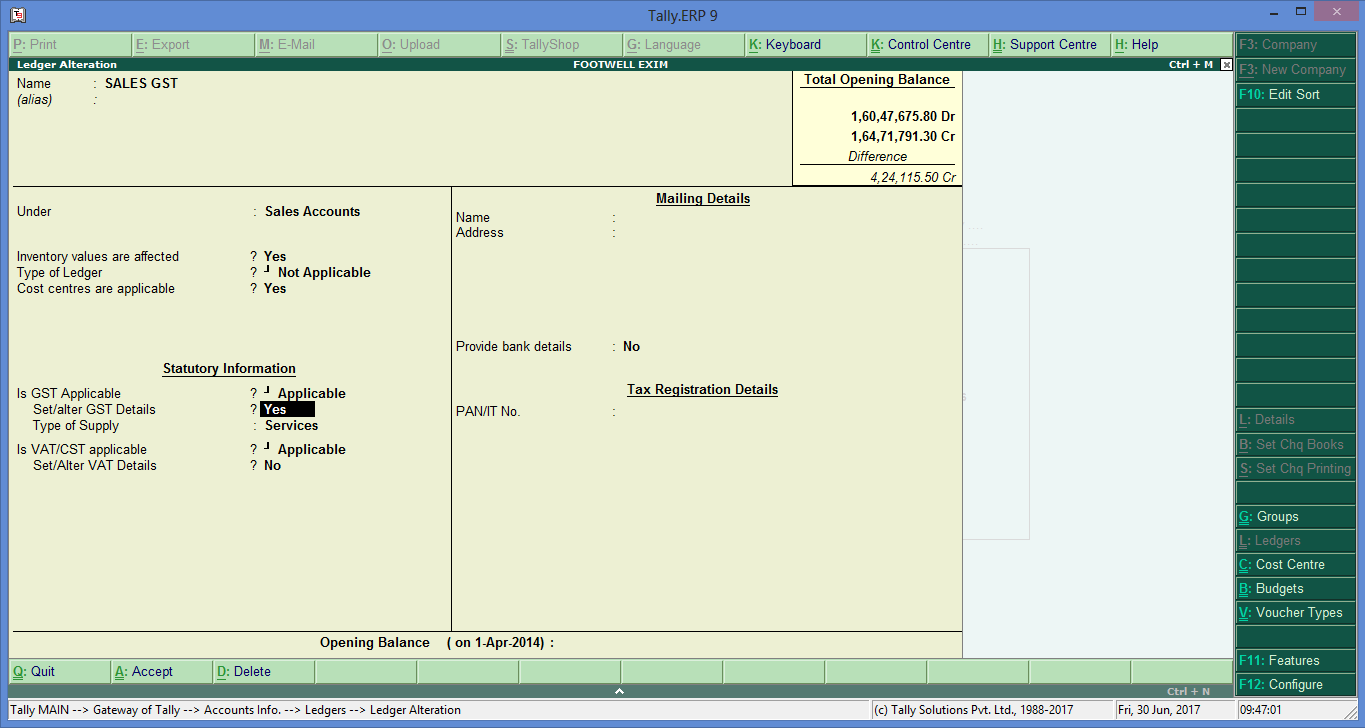 Tally.ERP 9
P: Print E: Export M: E-Mail O: Upload S: TallyShop G: Language K: Keyboard K: Control Centre H: Support Centre H: Help
Ledger Alteration FOOTWELL EXIM Ctrl + M
Name : SALES GST
(alias) :
Total Opening Balance
1,60,47,675.80 Dr
1,64,71,791.30 Cr
Difference
4,24,115.50 Cr
Under : Sales Accounts
Inventory values are affected ? Yes
Type of Ledger ? ┘ Not Applicable
Cost centres are applicable ? Yes
Statutory Information
Is GST Applicable ? ┘ Applicable
Set/alter GST Details ? Yes
Type of Supply : Services
Is VAT/CST applicable ? ┘ Applicable
Set/Alter VAT Details ? No
Mailing Details
Name :
Address :
Provide bank details : No
Tax Registration Details
PAN/IT No. :
Opening Balance ( on 1-Apr-2014) :
F3: Company
F3: New Company
F10: Edit Sort
L: Details
B: Set Chq Books
S: Set Chq Printing
G: Groups
L: Ledgers
C: Cost Centre
B: Budgets
V: Voucher Types
F11: Features
F12: Configure
Q: Quit A: Accept D: Delete
Ctrl + N
Tally MAIN --> Gateway of Tally --> Accounts Info. --> Ledgers --> Ledger Alteration (c) Tally Solutions Pvt. Ltd., 1988-2017 Fri, 30 Jun, 2017 09:47:01